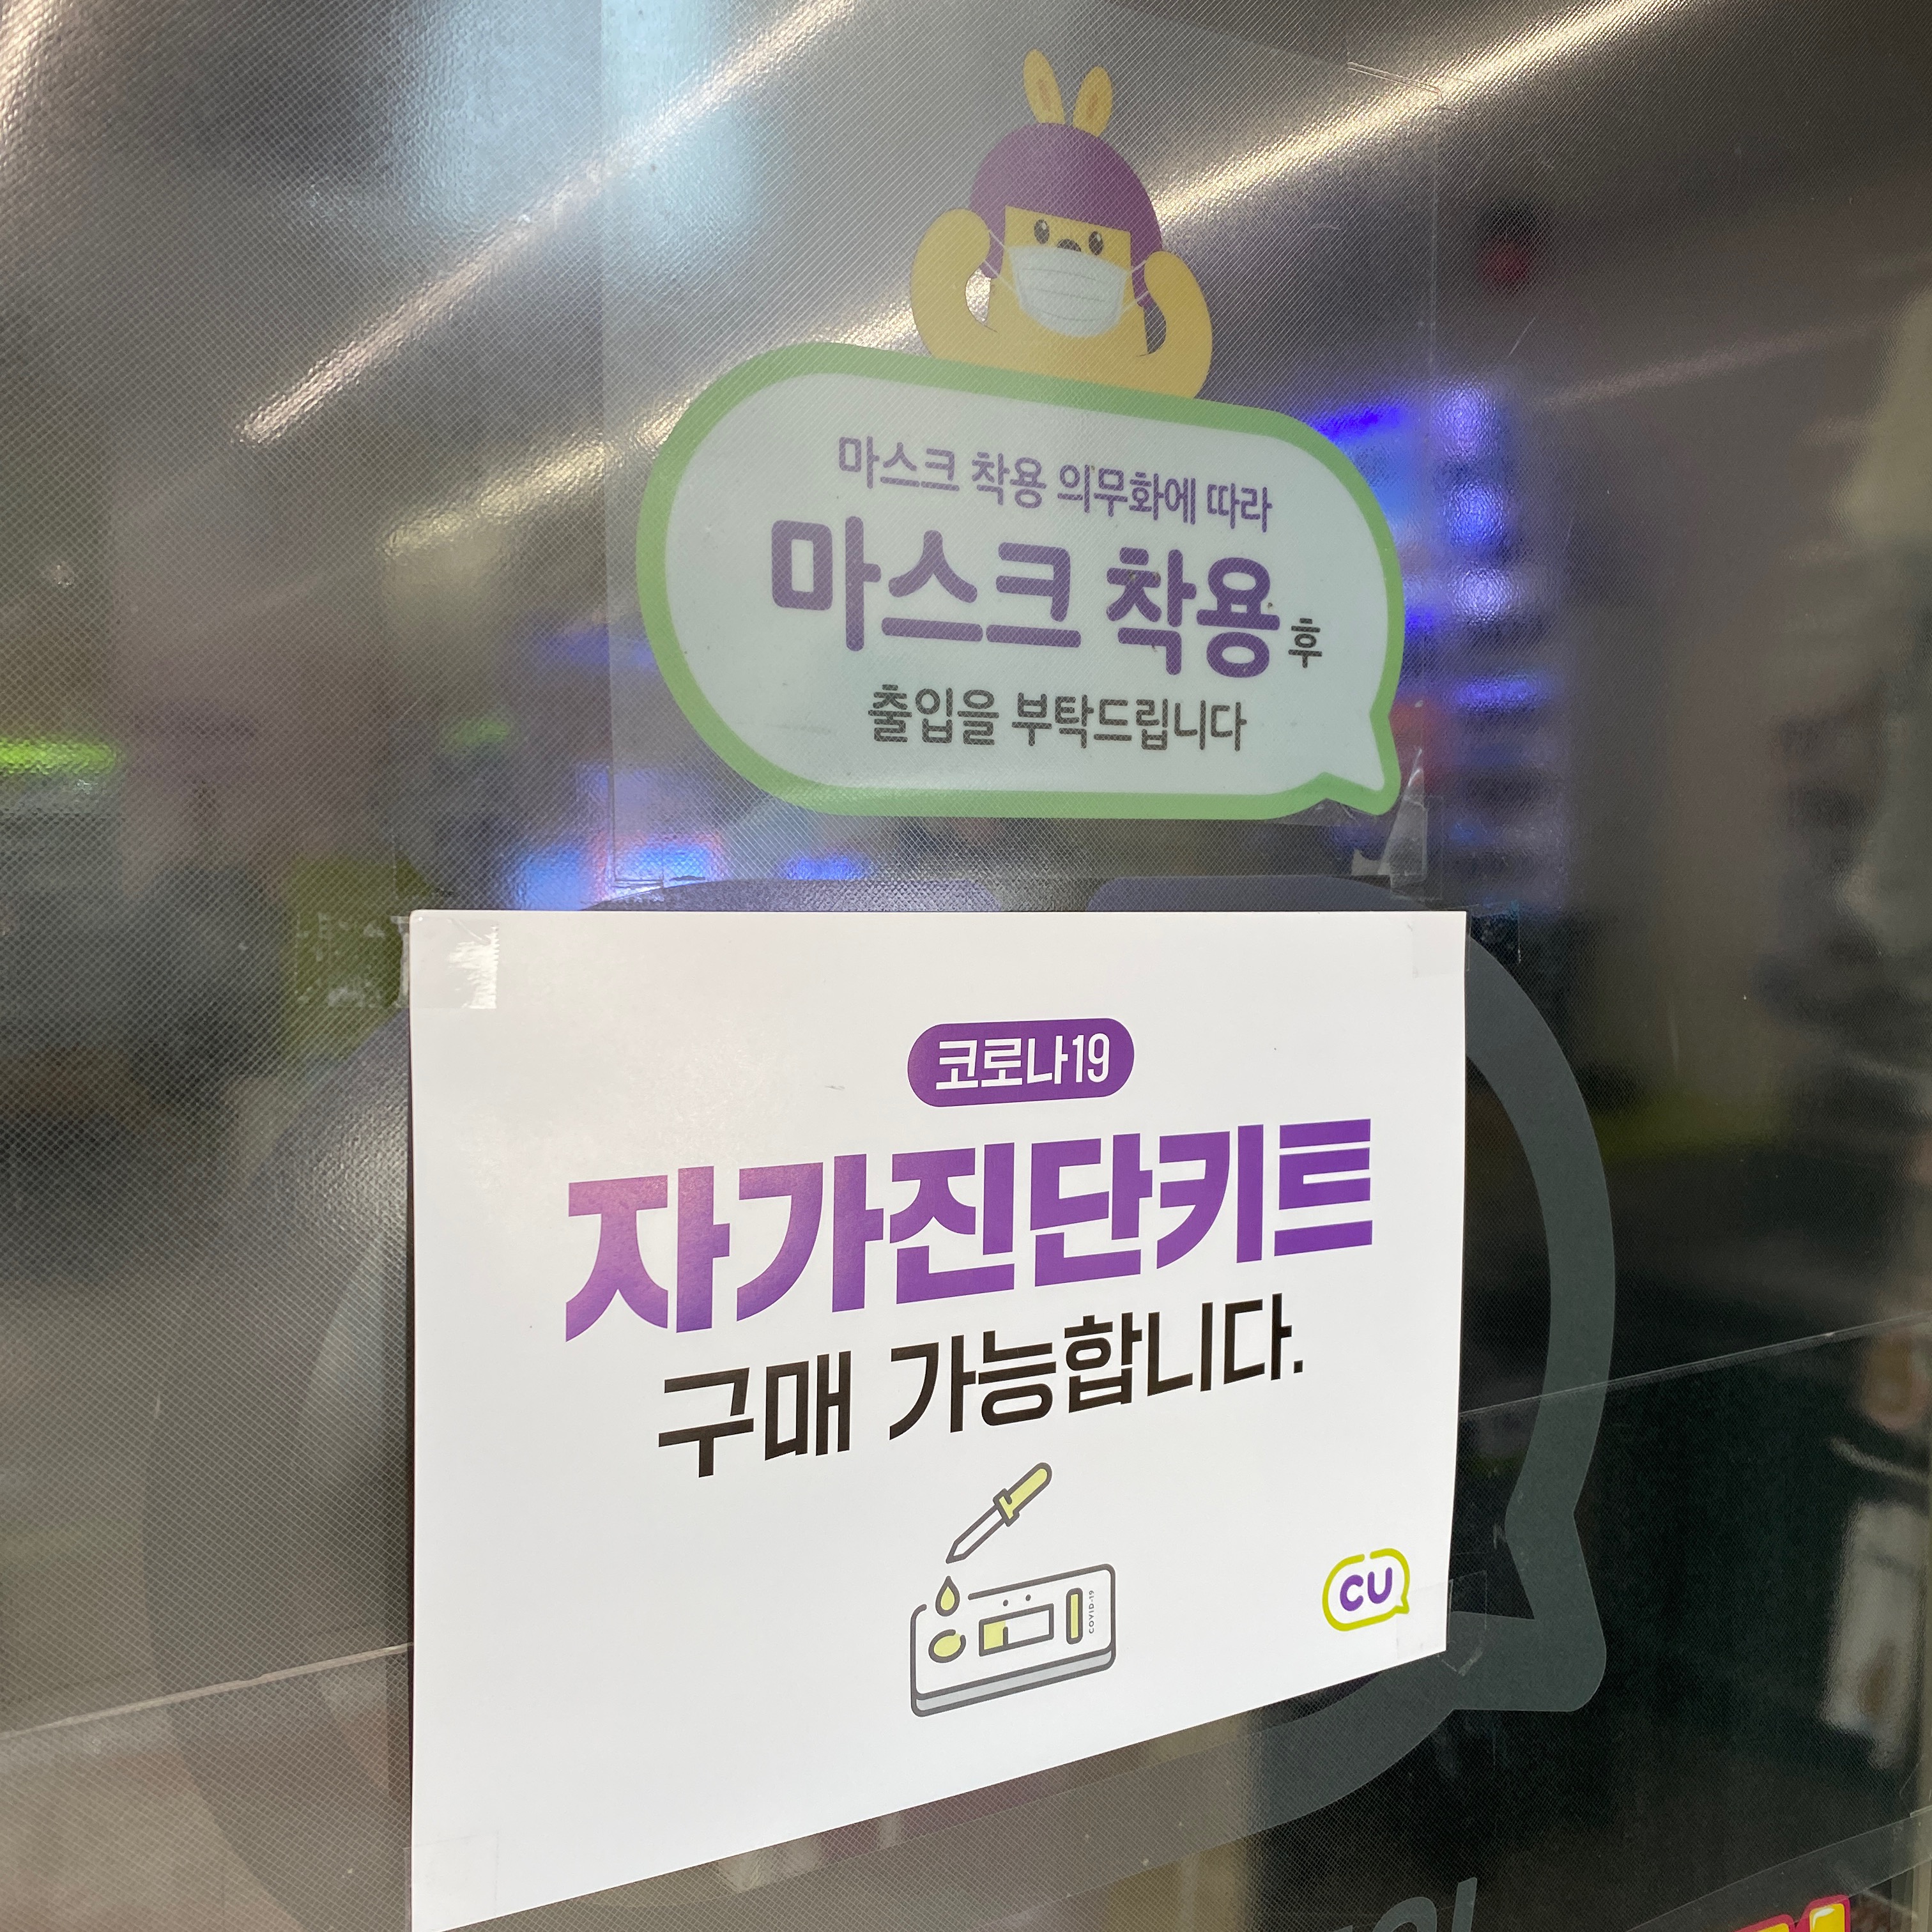 마스크 착용 의무화에 따라
마스크 착용 후
출입을 부탁드립니다
코로나19
자가진단키트
구매 가능합니다.
COVID-19
CU